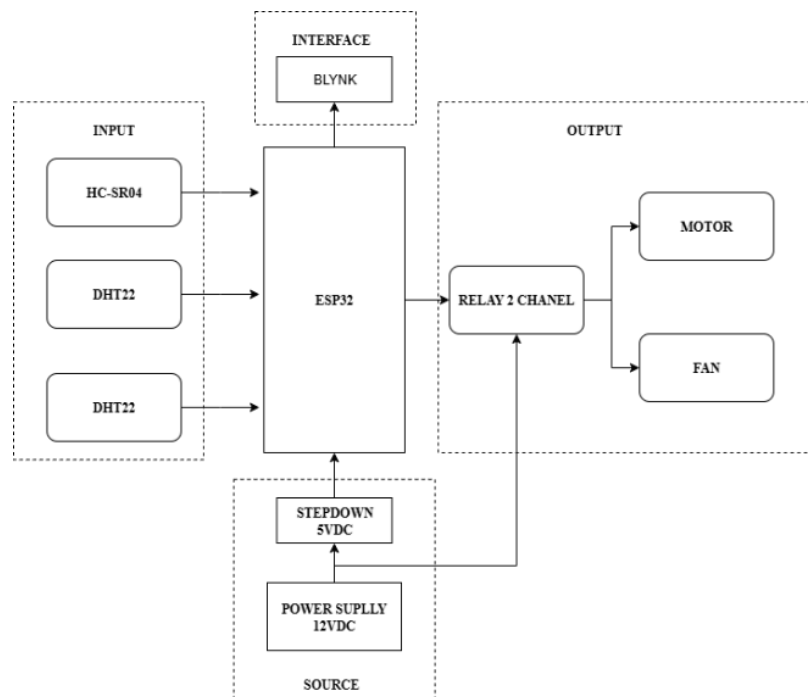 INTERFACE
BLYNK
INPUT
OUTPUT
HC-SR04
MOTOR
DHT22
ESP32
RELAY 2 CHANEL
FAN
DHT22
STEPDOWN
5VDC
POWER SUPLLY
12VDC
SOURCE